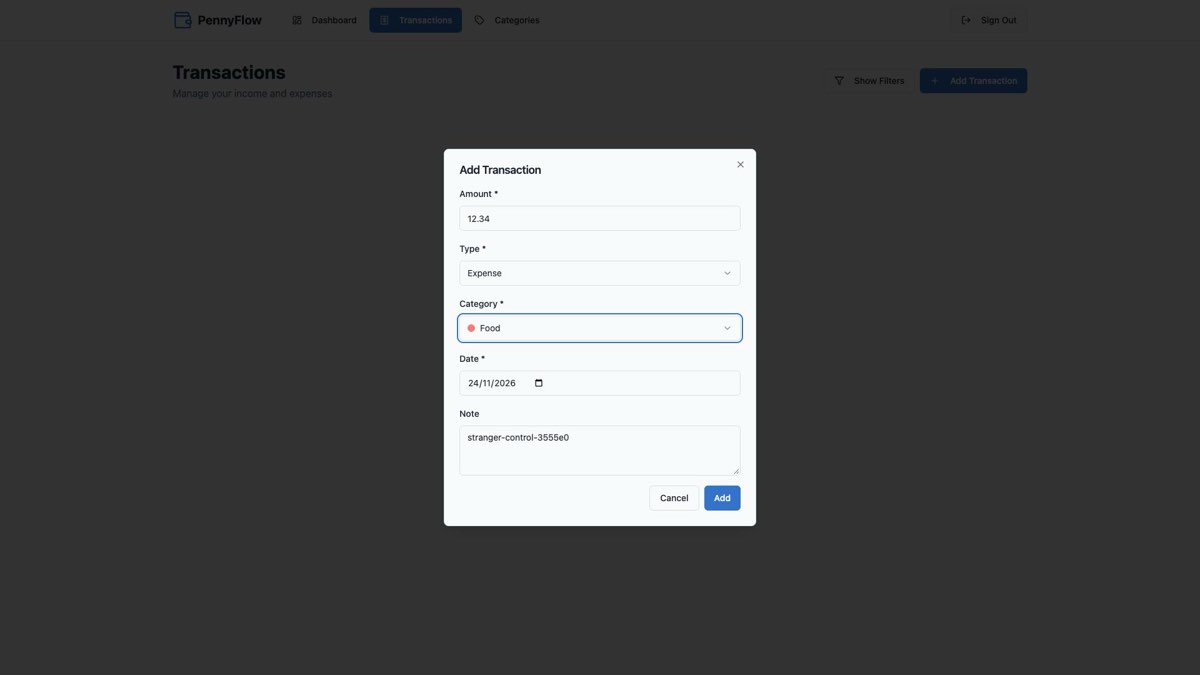 PennyFlow
Dashboard
Transactions
Categories
Sign Out
Transactions
Manage your income and expenses
Show Filters
Add Transaction
Add Transaction
Amount *
12.34
Type *
Expense
Category *
Food
Date *
24/11/2026
Note
stranger-control-3555e0
Cancel
Add